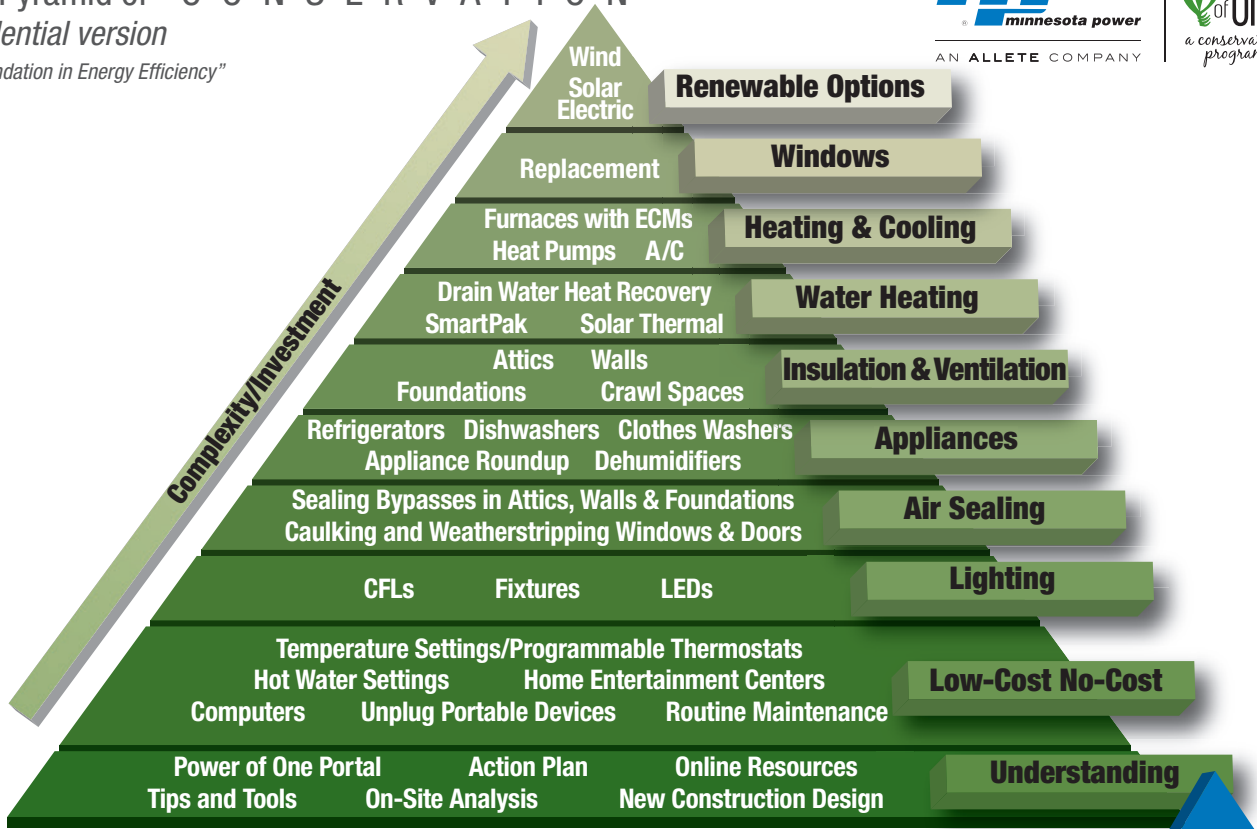 Pyramid of C O N S E R V A T I O N
ential version
ndation in Energy Efficiency”
® minnesota power
AN ALLETE COMPANY
of
a conserva
program
Wind
Solar
Electric
Renewable Options
Replacement
Windows
Furnaces with ECMs
Heat Pumps A/C
Heating & Cooling
Drain Water Heat Recovery
SmartPak Solar Thermal
Water Heating
Attics Walls
Foundations Crawl Spaces
Insulation & Ventilation
Refrigerators Dishwashers Clothes Washers
Appliance Roundup Dehumidifiers
Appliances
Sealing Bypasses in Attics, Walls & Foundations
Caulking and Weatherstripping Windows & Doors
Air Sealing
CFLs Fixtures LEDs
Lighting
Temperature Settings/Programmable Thermostats
Hot Water Settings Home Entertainment Centers
Computers Unplug Portable Devices Routine Maintenance
Low-Cost No-Cost
Power of One Portal Action Plan Online Resources
Tips and Tools On-Site Analysis New Construction Design
Understanding
Complexity/Investment